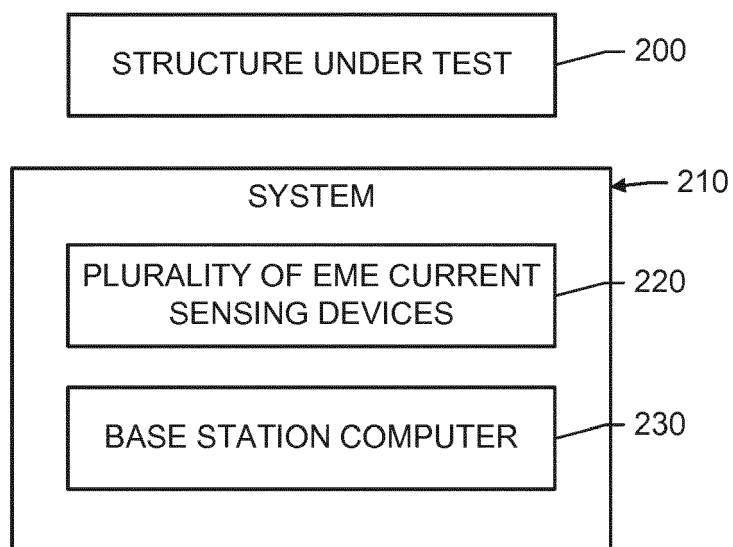 STRUCTURE UNDER TEST
200
SYSTEM
210
PLURALITY OF EME CURRENT
SENSING DEVICES
220
BASE STATION COMPUTER
230